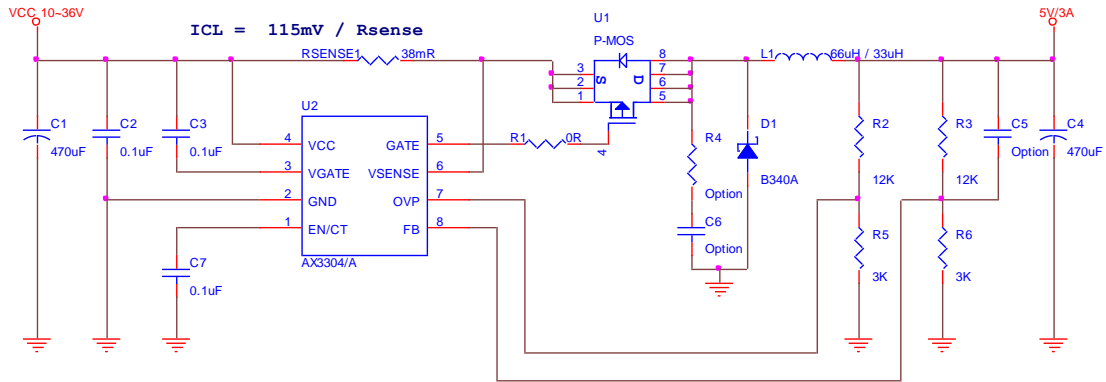 VCC 10~36V
ICL =  115mV / Rsense
U1
5V/3A
P-MOS
RSENSE1
38mR
L1
66uH / 33uH
3
2
1
S
D
8
7
6
5
4
U2
C1
470uF
C2
0.1uF
C3
0.1uF
4
3
2
1
VCC
VGATE
GND
EN/CT
GATE
VSENSE
OVP
FB
5
6
7
8
AX3304/A
R1
0R
R4
Option
D1
B340A
R2
12K
R3
12K
C5
Option
C4
470uF
C6
Option
R5
3K
R6
3K
C7
0.1uF